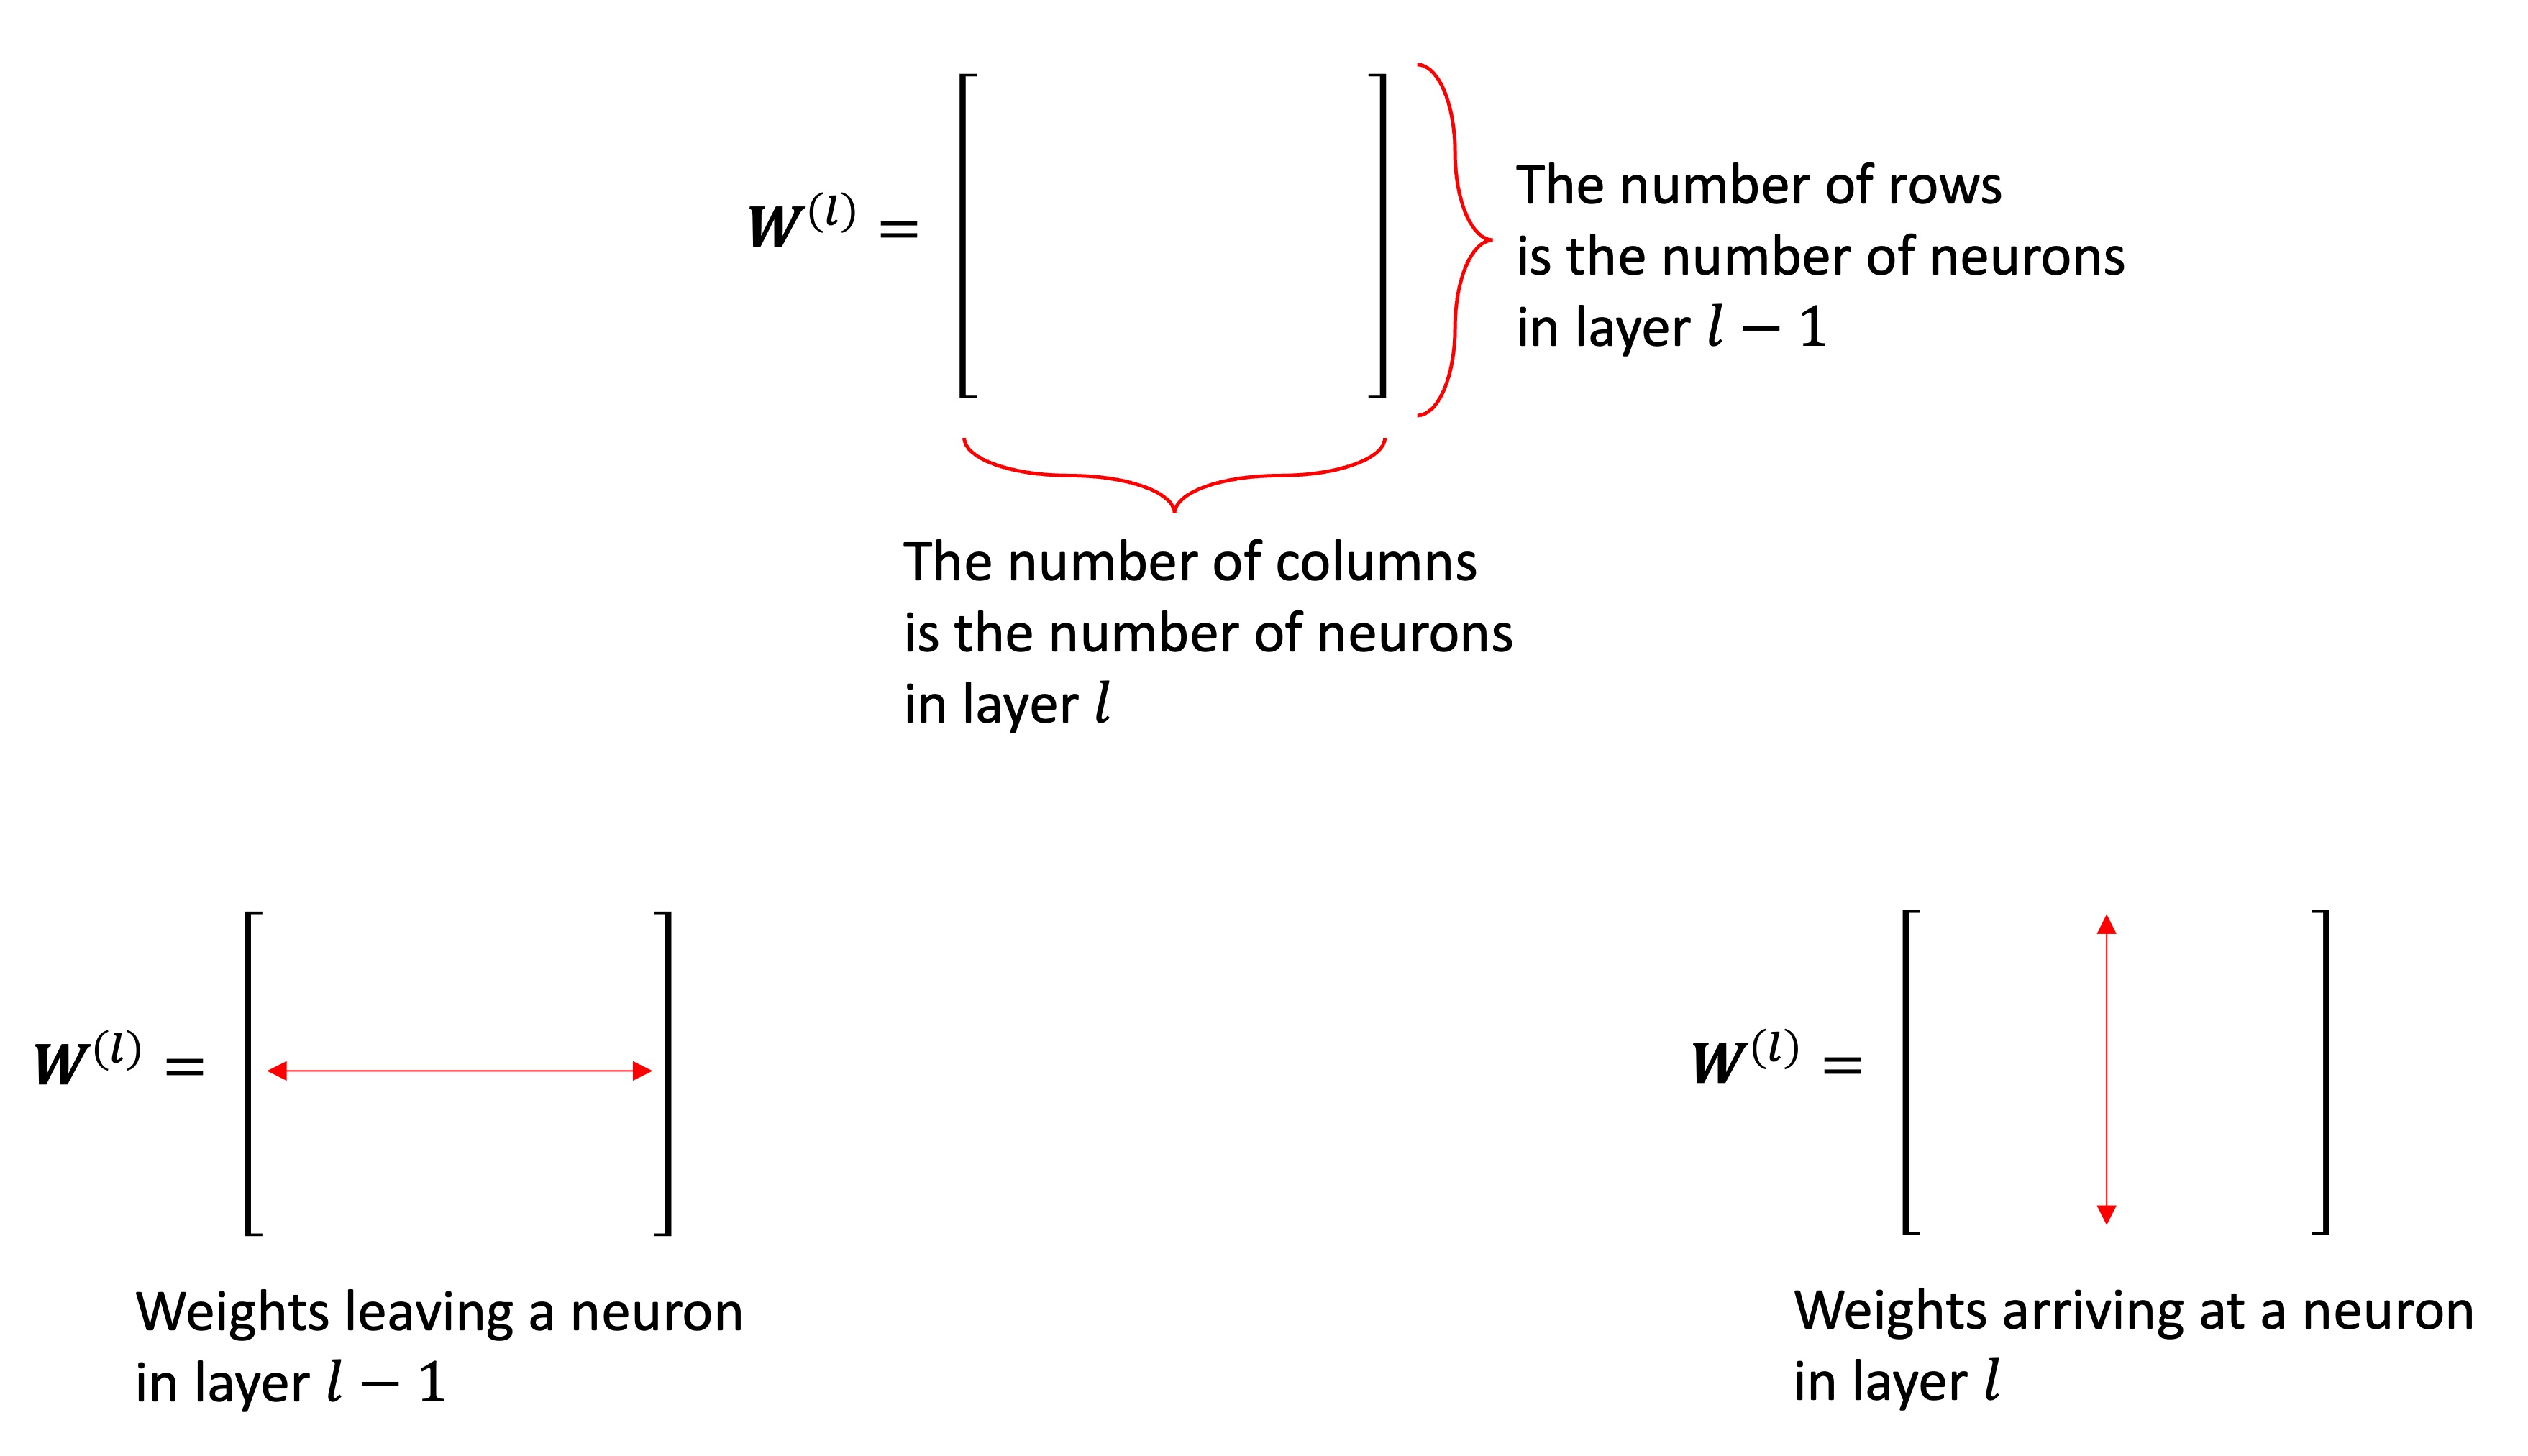 W^(l) =
The number of rows
is the number of neurons
in layer l − 1
The number of columns
is the number of neurons
in layer l
W^(l) =
Weights leaving a neuron
in layer l − 1
W^(l) =
Weights arriving at a neuron
in layer l